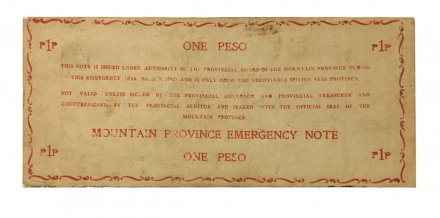 P1P ONE PESO P1P
THIS NOTE IS ISSUED UNDER AUTHORITY OF THE PROVINCIAL BOARD OF THE MOUNTAIN PROVINCE DURING
THIS EMERGENCY 1942) AND IS ONLY GOOD AND NEGOTIABLE WITHIN SAID PROVINCE.
NOT VALID UNLESS SIGNED BY THE PROVINCIAL GOVERNOR AND PROVINCIAL TREASURER AND
COUNTERSIGNED BY THE PROVINCIAL AUDITOR AND SEALED WITH THE OFFICIAL SEAL OF THE
MOUNTAIN PROVINCE.
MOUNTAIN PROVINCE EMERGENCY NOTE
P1P ONE PESO P1P